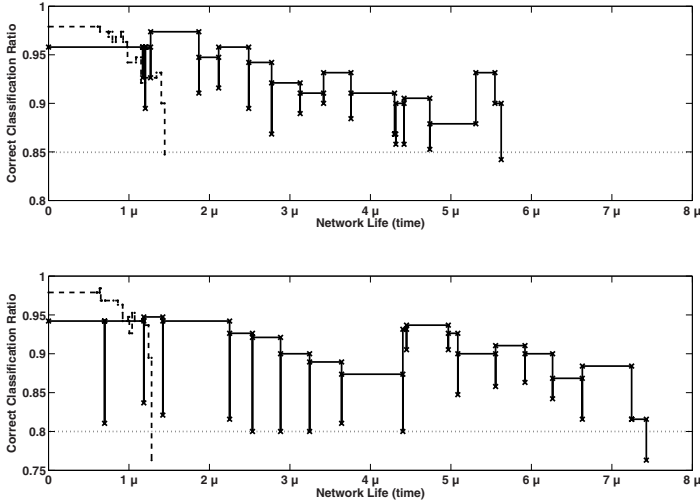 1
0.95
0.9
0.85
0.8
Correct Classification Ratio
0 1 μ 2 μ 3 μ 4 μ 5 μ 6 μ 7 μ 8 μ
Network Life (time)
1
0.95
0.9
0.85
0.8
0.75
Correct Classification Ratio
0 1 μ 2 μ 3 μ 4 μ 5 μ 6 μ 7 μ 8 μ
Network Life (time)